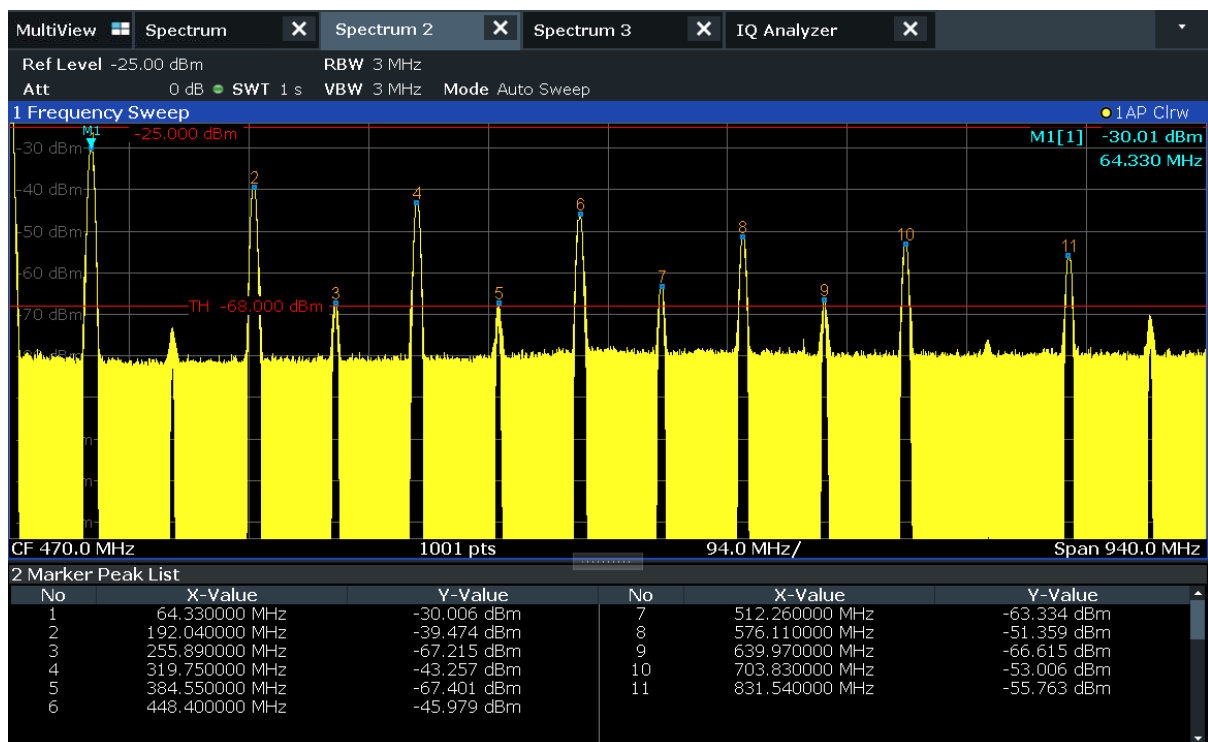 MultiView Spectrum Spectrum 2 Spectrum 3 IQ Analyzer
Ref Level -25.00 dBm RBW 3 MHz
Att 0 dB SWT 1 s VBW 3 MHz Mode Auto Sweep
1 Frequency Sweep 1AP Clrw
M1 -25.000 dBm M1[1] -30.01 dBm
-30 dBm 64.330 MHz
2
-40 dBm 4
6
-50 dBm 8 10
11
-60 dBm 7
3 5 9
TH -68.000 dBm
-70 dBm
CF 470.0 MHz 1001 pts 94.0 MHz/ Span 940.0 MHz
2 Marker Peak List
No X-Value Y-Value No X-Value Y-Value
1 64.330000 MHz -30.006 dBm 7 512.260000 MHz -63.334 dBm
2 192.040000 MHz -39.474 dBm 8 576.110000 MHz -51.359 dBm
3 255.890000 MHz -67.215 dBm 9 639.970000 MHz -66.615 dBm
4 319.750000 MHz -43.257 dBm 10 703.830000 MHz -53.006 dBm
5 384.550000 MHz -67.401 dBm 11 831.540000 MHz -55.763 dBm
6 448.400000 MHz -45.979 dBm